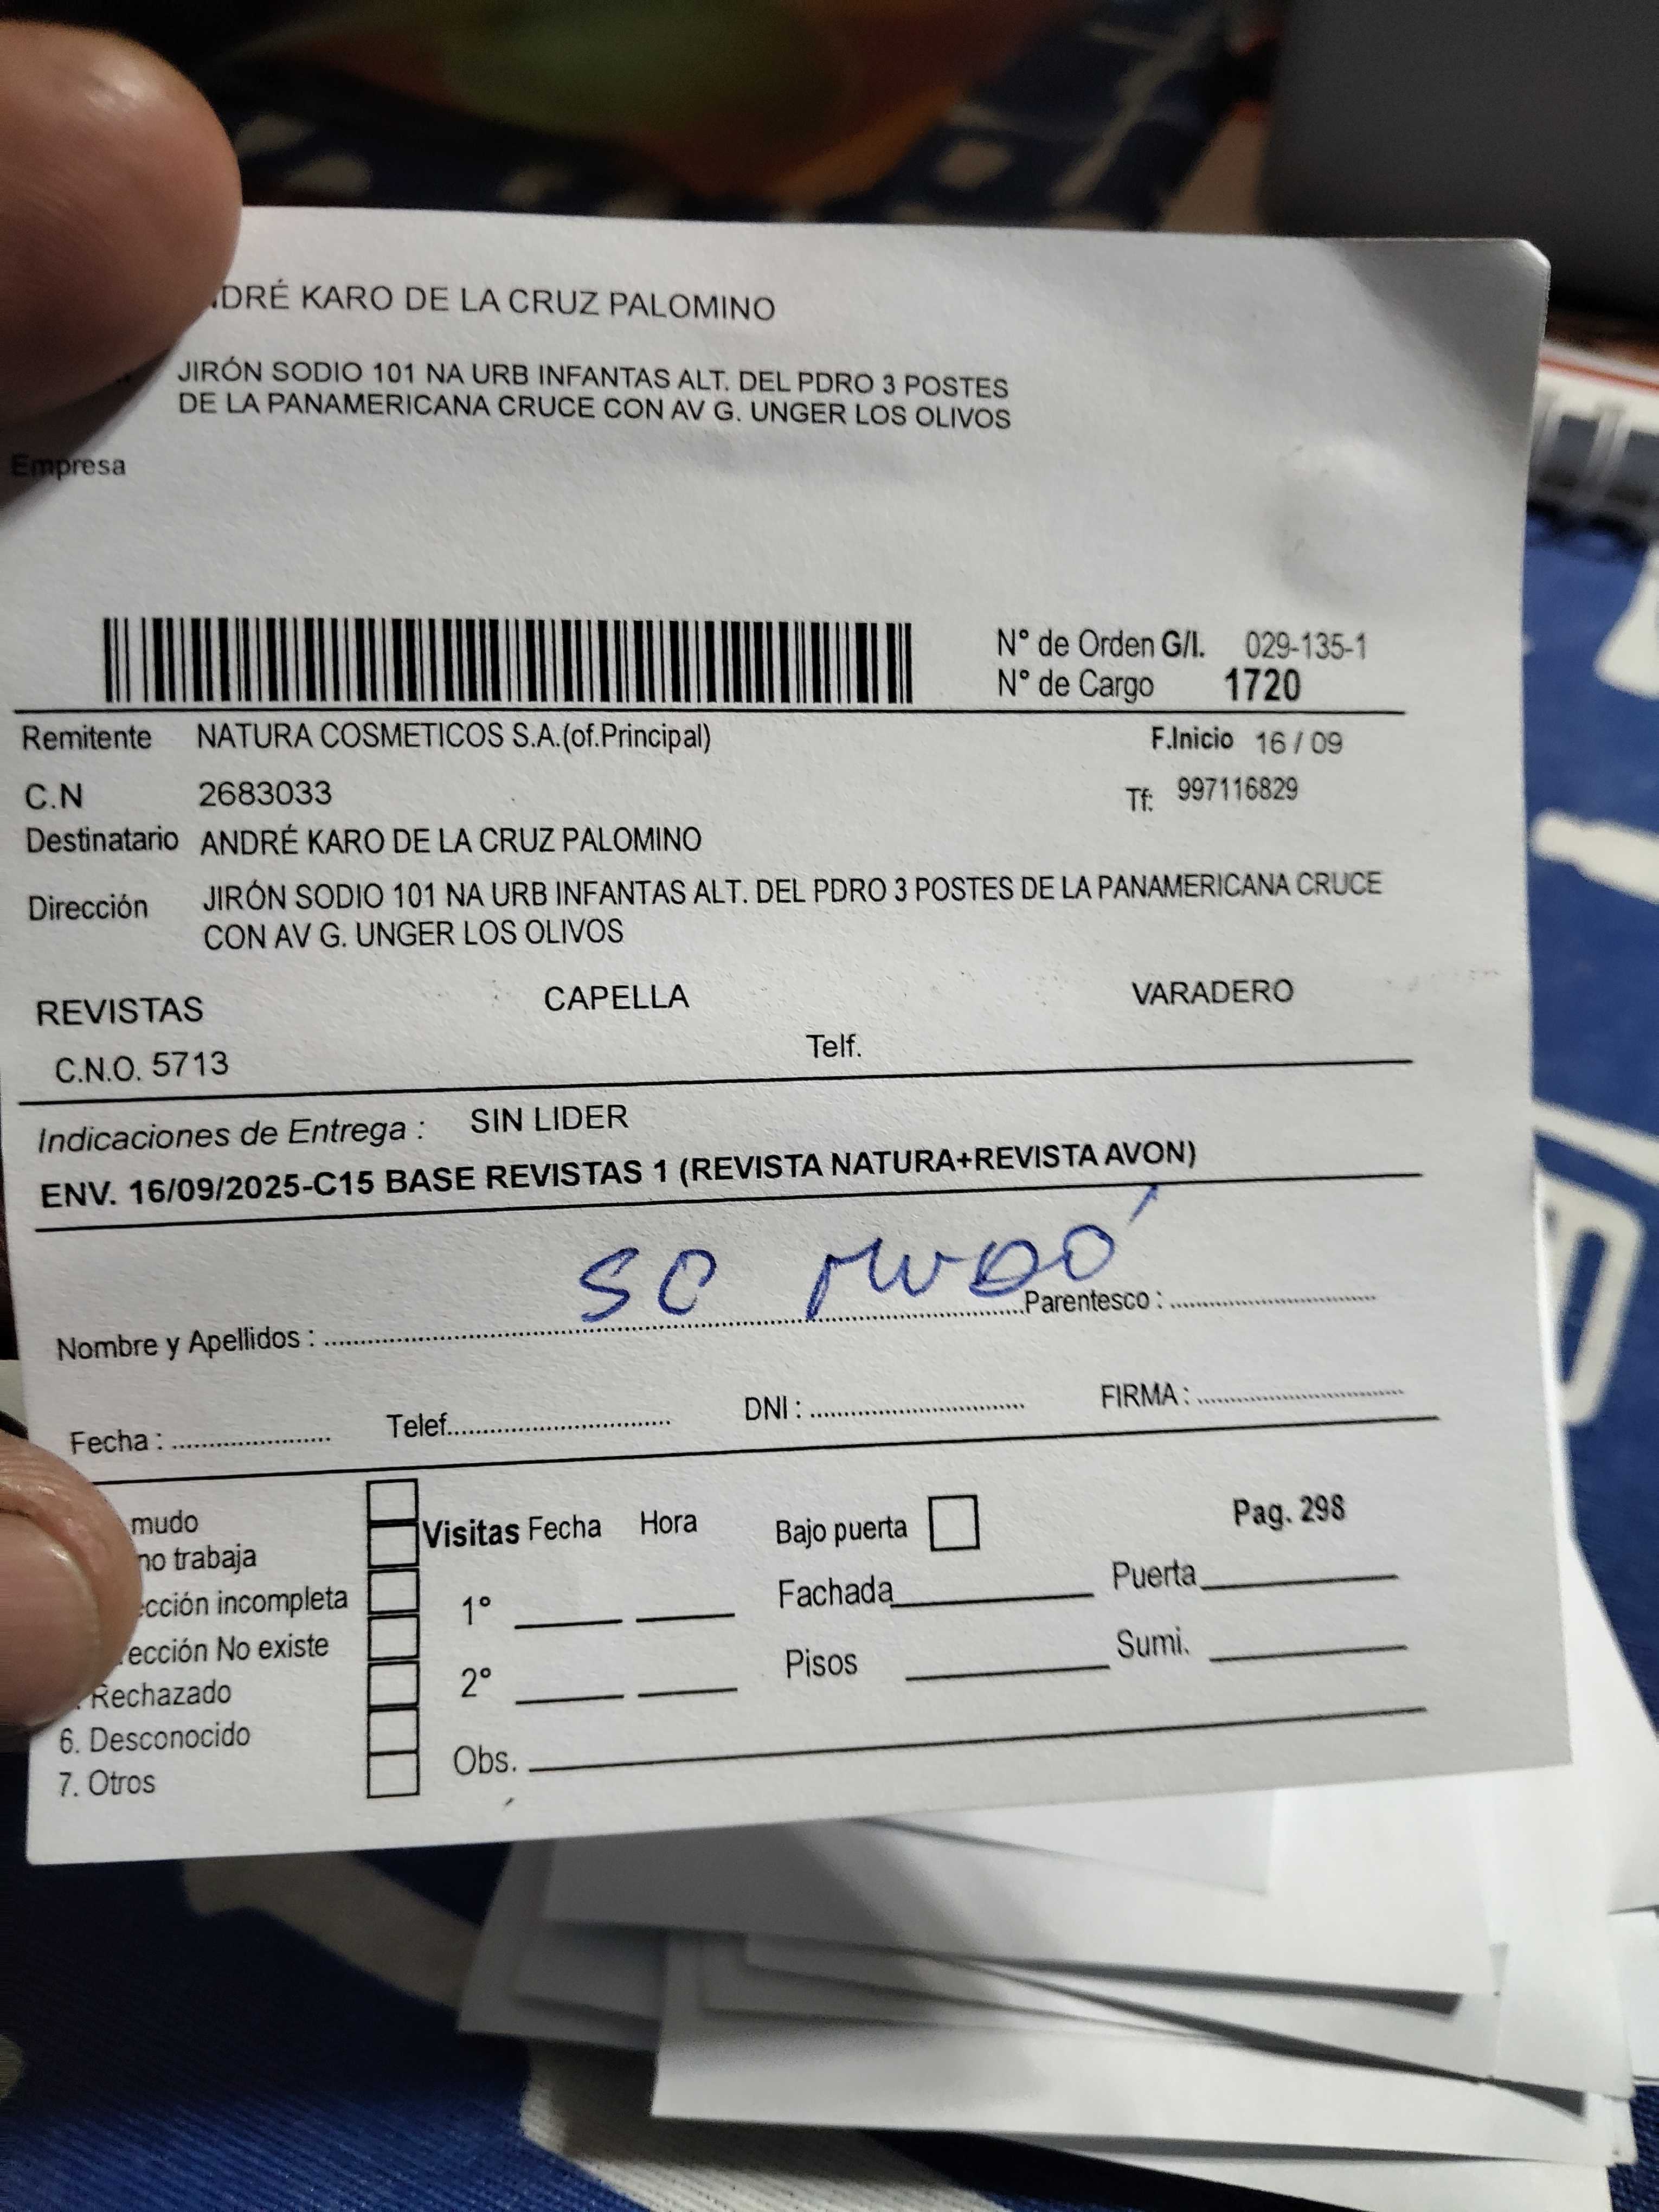 ANDRÉ KARO DE LA CRUZ PALOMINO
JIRÓN SODIO 101 NA URB INFANTAS ALT. DEL PDRO 3 POSTES
DE LA PANAMERICANA CRUCE CON AV G. UNGER LOS OLIVOS
Empresa
N° de Orden G/I. 029-135-1
N° de Cargo 1720
Remitente NATURA COSMETICOS S.A.(of.Principal) F.Inicio 16 / 09
C.N 2683033 Tf: 997116829
Destinatario ANDRÉ KARO DE LA CRUZ PALOMINO
Dirección JIRÓN SODIO 101 NA URB INFANTAS ALT. DEL PDRO 3 POSTES DE LA PANAMERICANA CRUCE
CON AV G. UNGER LOS OLIVOS
REVISTAS CAPELLA VARADERO
C.N.O. 5713 Telf.
Indicaciones de Entrega : SIN LIDER
ENV. 16/09/2025-C15 BASE REVISTAS 1 (REVISTA NATURA+REVISTA AVON)
SE MUDÓ
Nombre y Apellidos : Parentesco :
Fecha : Telef. DNI : FIRMA :
mudo Visitas Fecha Hora Bajo puerta Pag. 298
no trabaja
ección incompleta 1° Fachada Puerta
ección No existe
Rechazado 2° Pisos Sumi.
6. Desconocido
7. Otros Obs.